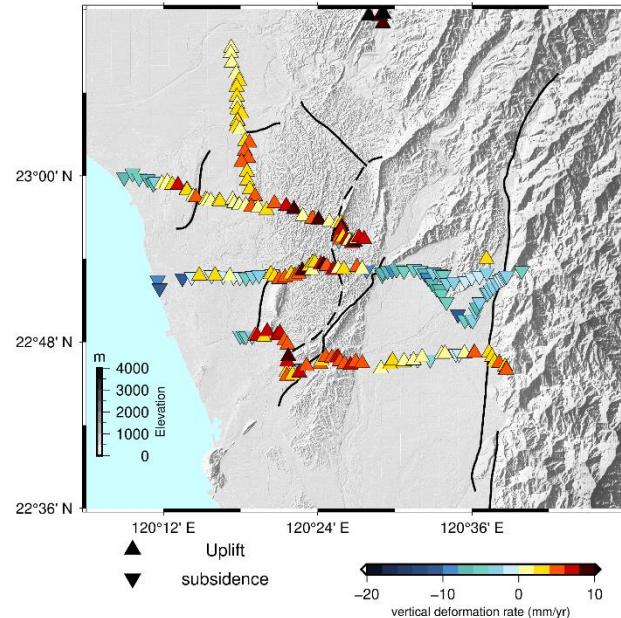 23°00' N
22°48' N
22°36' N
m
4000
3000
2000
1000
0
Elevation
120°12' E
120°24' E
120°36' E
Uplift
subsidence
−20
−10
0
10
vertical deformation rate (mm/yr)